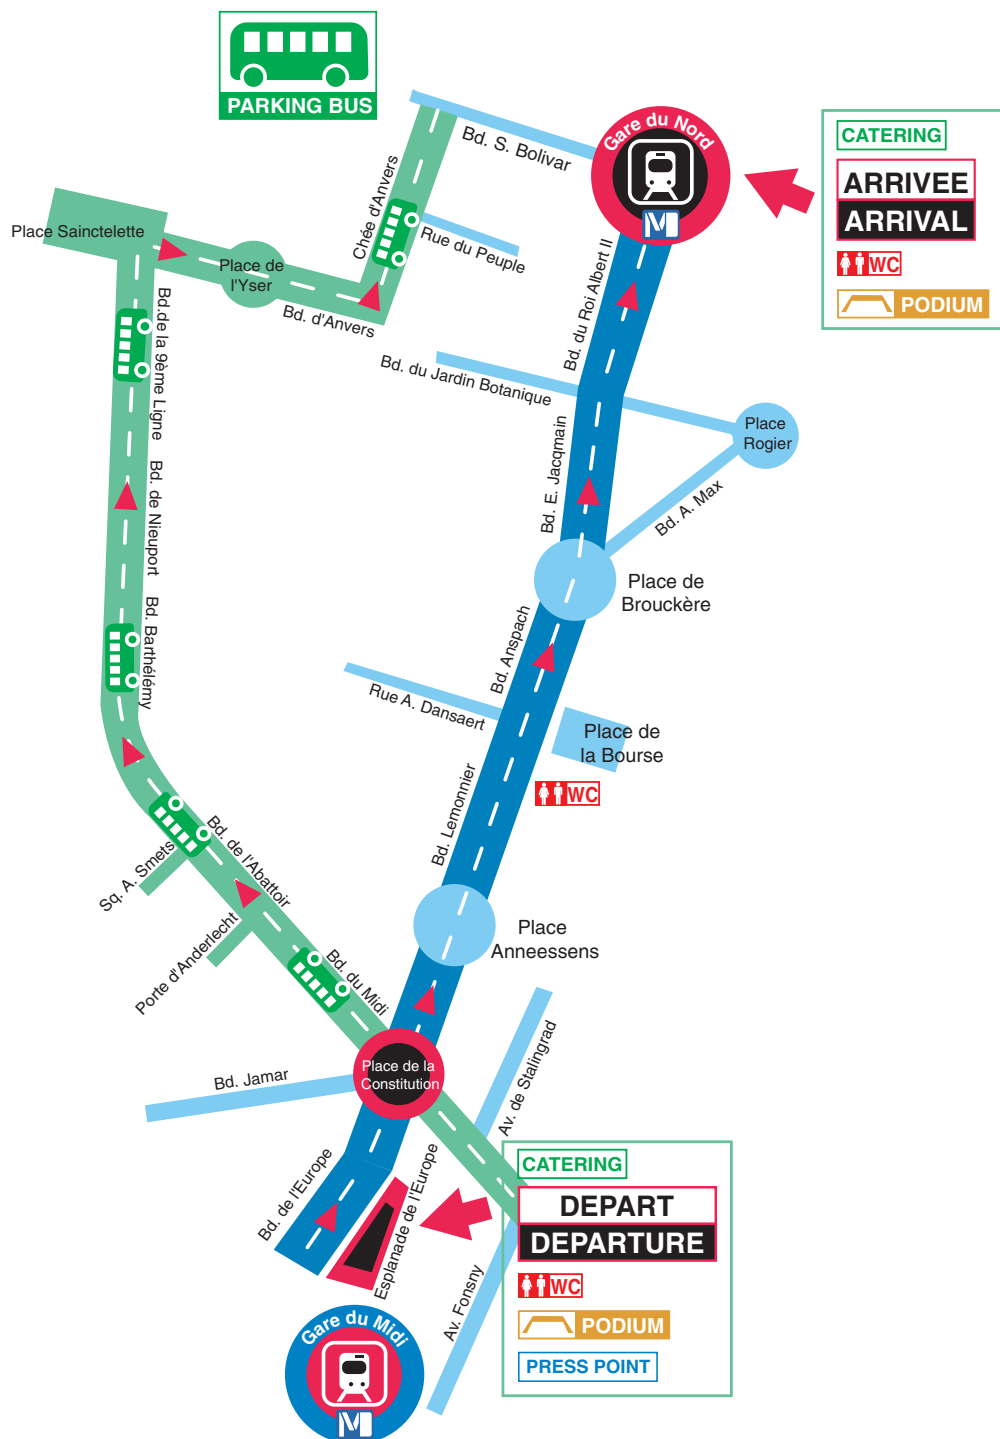 PARKING BUS
Bd. S. Bolivar
Gare du Nord
M
CATERING
ARRIVEE
ARRIVAL
WC
PODIUM
Place Sainctelette
Place de
l'Yser
Bd. d'Anvers
Chée d'Anvers
Rue du Peuple
Bd. du Roi Albert II
Bd. du Jardin Botanique
Place
Rogier
Bd. A. Max
Bd. E. Jacqmain
Bd.de la 9ème Ligne
Bd. de Nieuport
Bd. Barthélémy
Place de
Brouckère
Bd. Anspach
Rue A. Dansaert
Place de
la Bourse
WC
Bd. Lemonnier
Sq. A. Smets
Bd. de l'Abattoir
Porte d'Anderlecht
Bd. du Midi
Place
Anneessens
Place de la
Constitution
Bd. Jamar
Av. de Stalingrad
Bd. de l'Europe
Esplanade de l'Europe
CATERING
DEPART
DEPARTURE
WC
PODIUM
PRESS POINT
Av. Fonsny
Gare du Midi
M